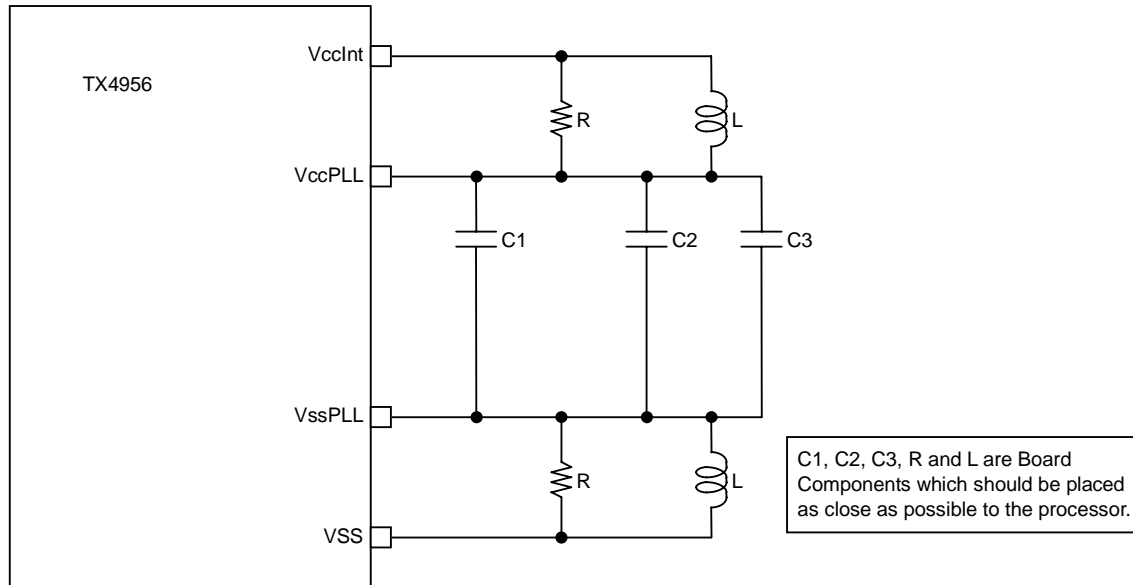 VccInt
TX4956
R
L
VccPLL
C1
C2
C3
VssPLL
R
L
VSS
C1, C2, C3, R and L are Board
Components which should be placed
as close as possible to the processor.